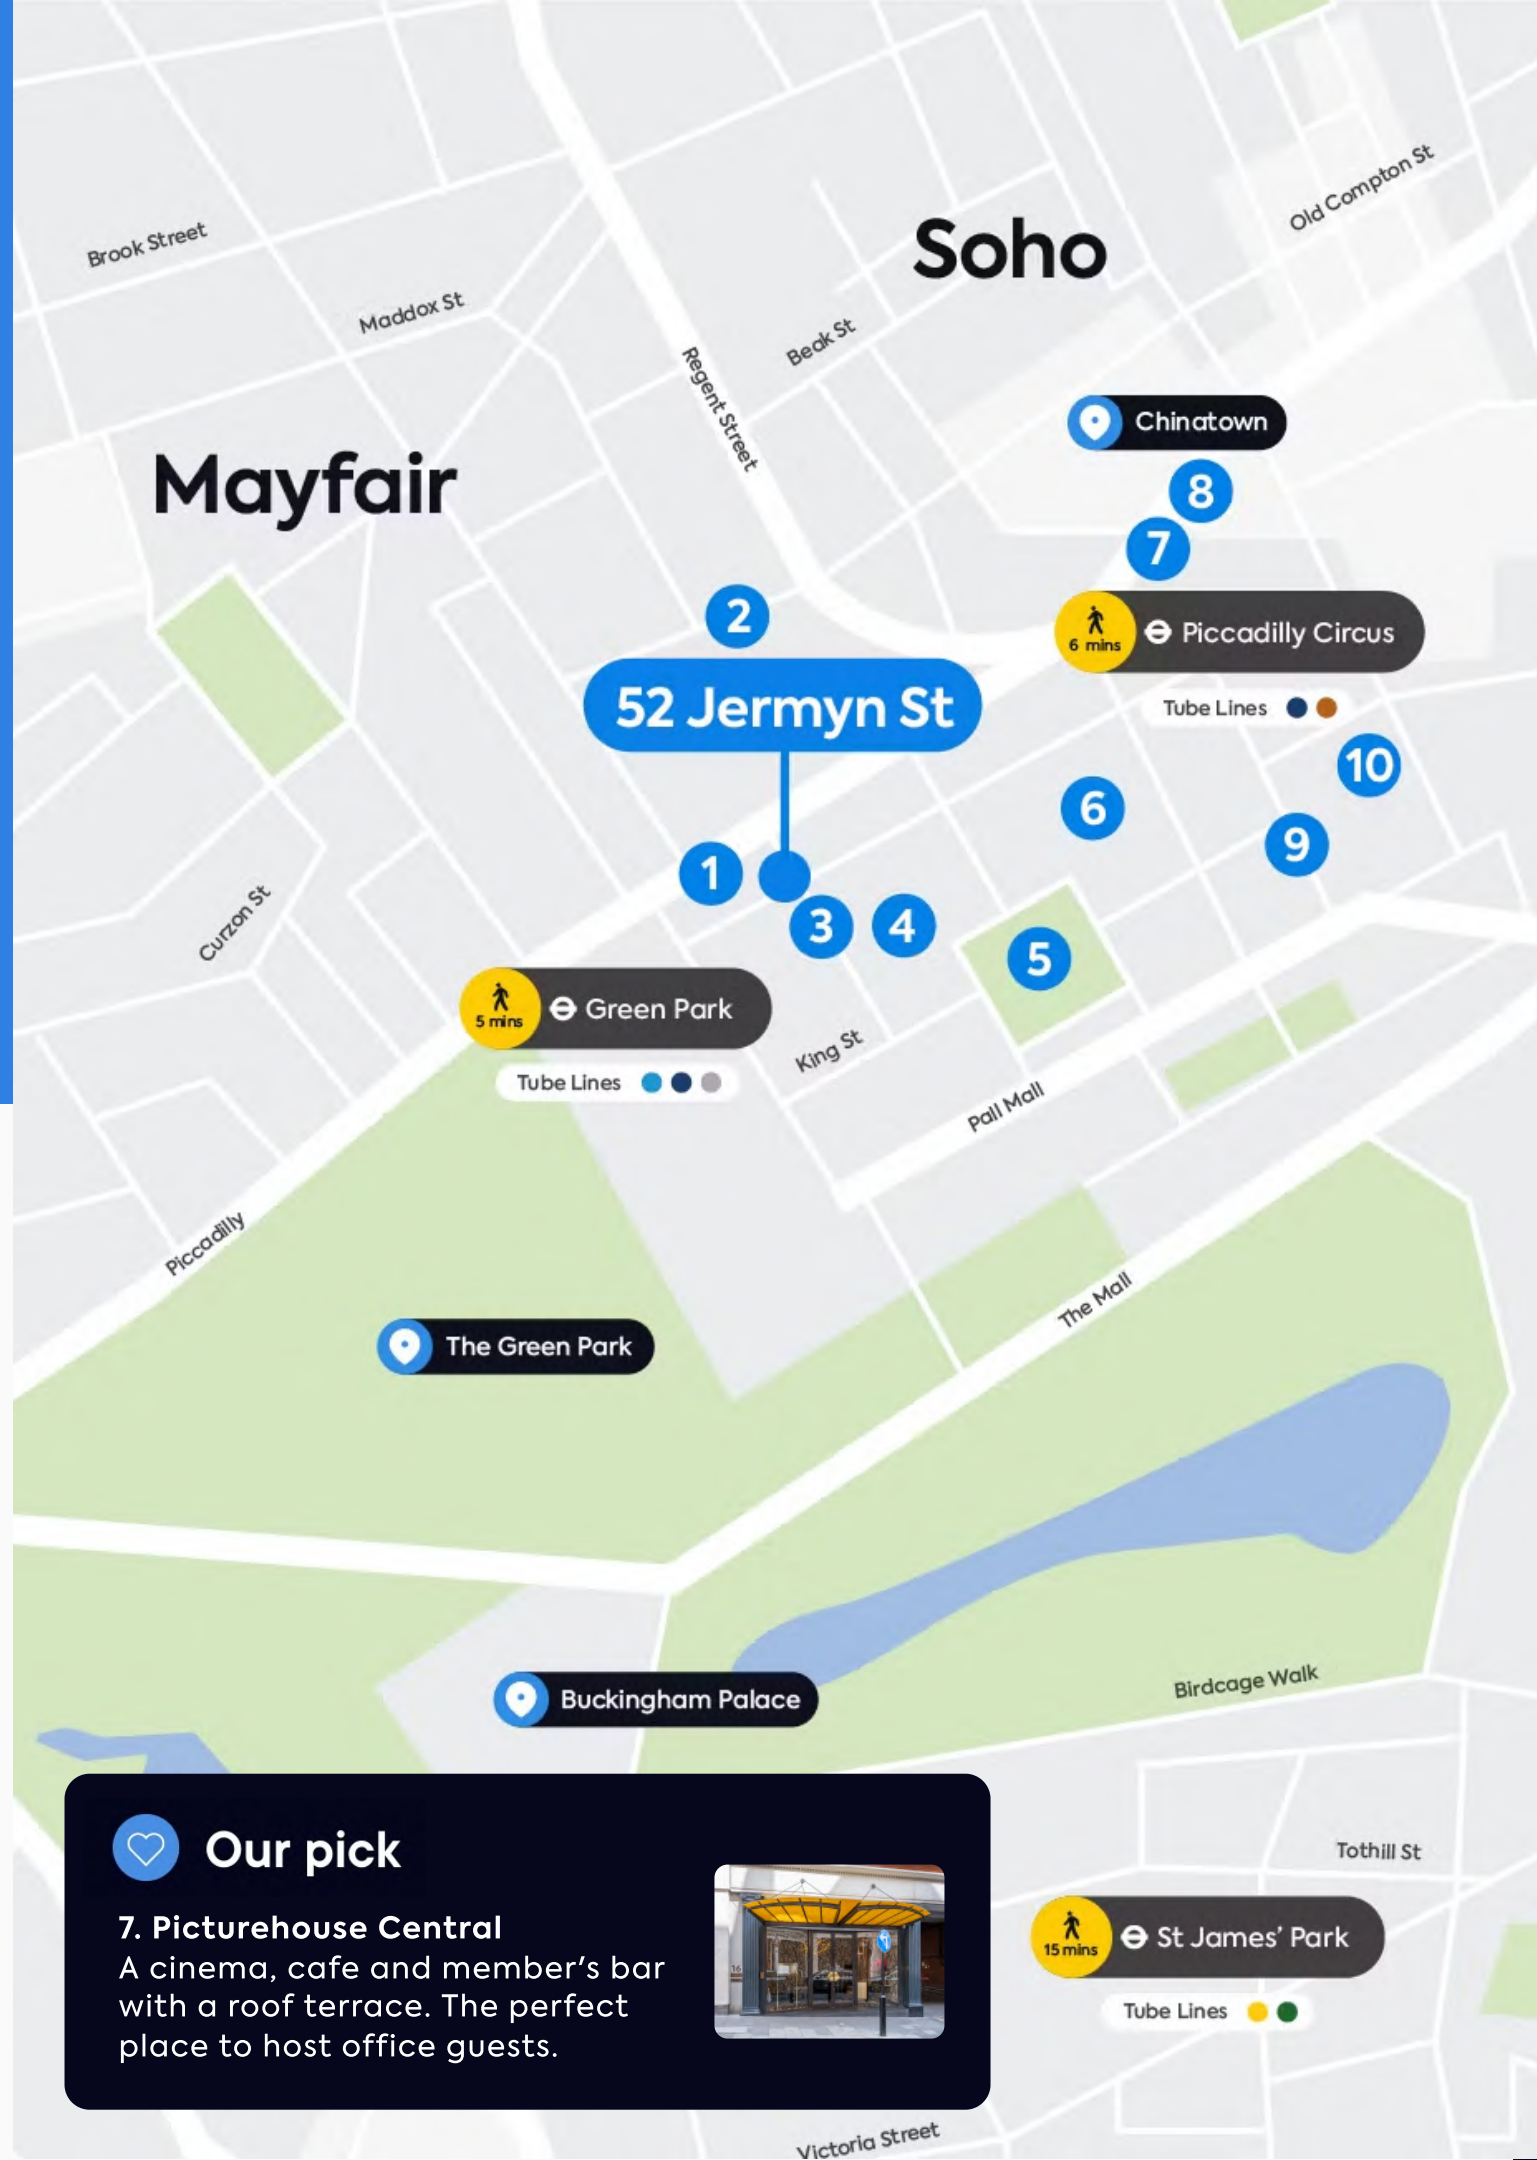 Old Compton St
Soho
Brook Street
Maddox St
Beak St
Regent Street
Chinatown
Mayfair
8
7
2
6 mins
Piccadilly Circus
52 Jermyn St
Tube Lines
10
6
9
1
Curzon St
3
4
5
5 mins
Green Park
King St
Tube Lines
Pall Mall
Piccadilly
The Mall
The Green Park
Birdcage Walk
Buckingham Palace
Our pick
7. Picturehouse Central
A cinema, cafe and member's bar
with a roof terrace. The perfect
place to host office guests.
16
Tothill St
15 mins
St James' Park
Tube Lines
Victoria Street